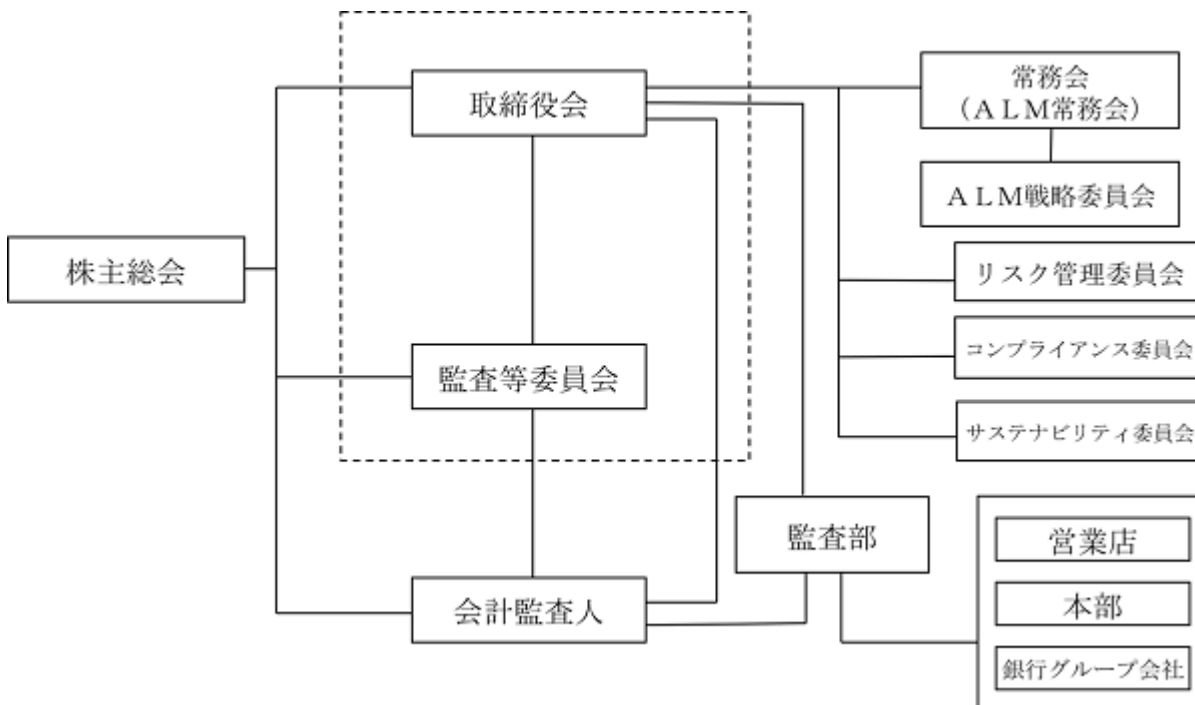 取締役会
常務会
（ＡＬＭ常務会）
ＡＬＭ戦略委員会
株主総会
リスク管理委員会
コンプライアンス委員会
監査等委員会
サステナビリティ委員会
監査部
営業店
会計監査人
本部
銀行グループ会社